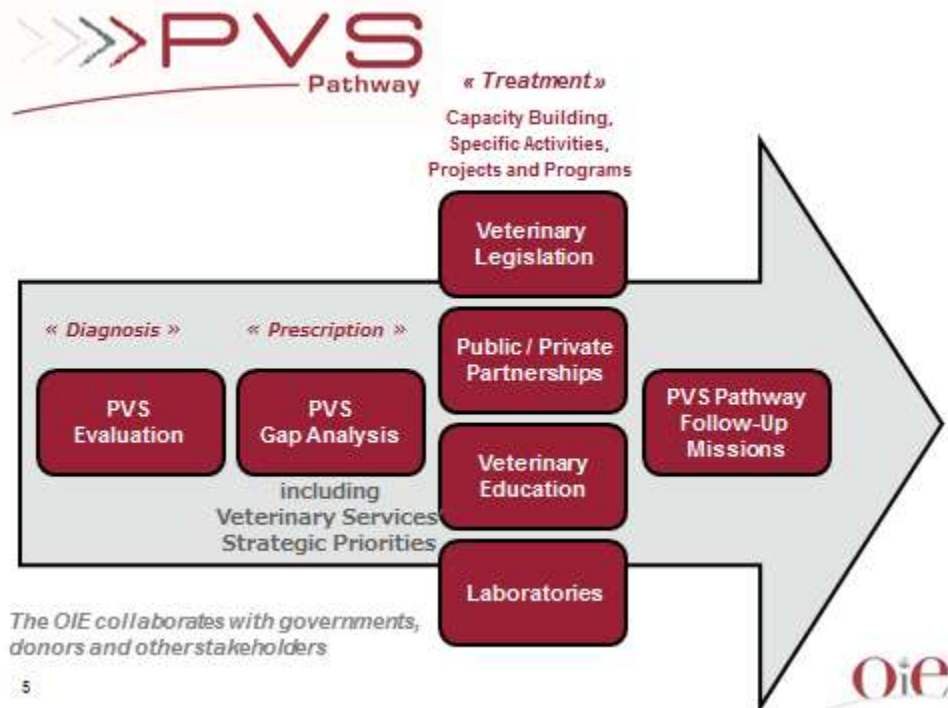 PVS
Pathway
« Treatment»
Capacity Building,
Specific Activities,
Projects and Programs
Veterinary
Legislation
« Diagnosis »
« Prescription »
Public / Private
Partnerships
PVS
Evaluation
PVS
Gap Analysis
PVS Pathway
Follow-Up
Missions
including
Veterinary Services
Strategic Priorities
Veterinary
Education
Laboratories
The OIE collaborates with governments,
donors and other stakeholders
5
Oie